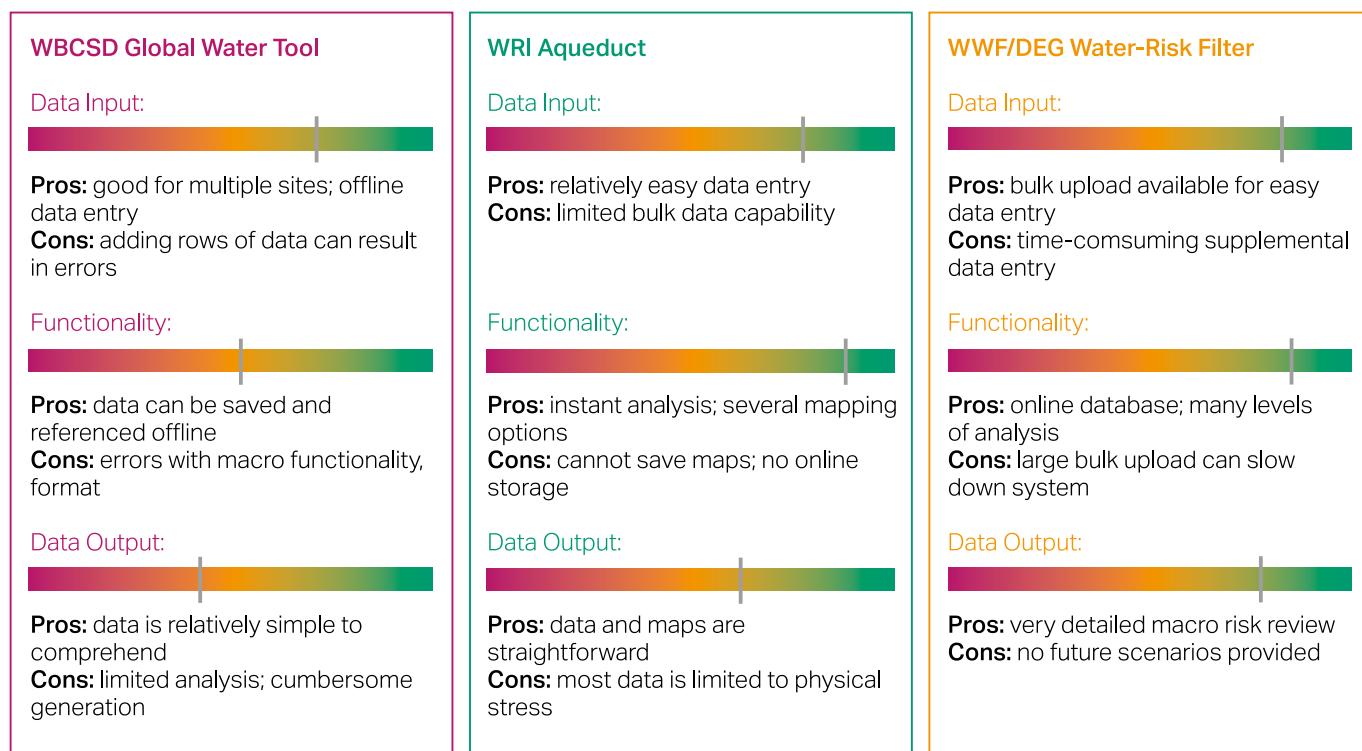 WBCSD Global Water Tool
Data Input:
Pros: good for multiple sites; offline
data entry
Cons: adding rows of data can result
in errors
Functionality:
Pros: data can be saved and
referenced offline
Cons: errors with macro functionality,
format
Data Output:
Pros: data is relatively simple to
comprehend
Cons: limited analysis; cumbersome
generation
WRI Aqueduct
Data Input:
Pros: relatively easy data entry
Cons: limited bulk data capability
Functionality:
Pros: instant analysis; several mapping
options
Cons: cannot save maps; no online
storage
Data Output:
Pros: data and maps are
straightforward
Cons: most data is limited to physical
stress
WWF/DEG Water-Risk Filter
Data Input:
Pros: bulk upload available for easy
data entry
Cons: time-comsuming supplemental
data entry
Functionality:
Pros: online database; many levels
of analysis
Cons: large bulk upload can slow
down system
Data Output:
Pros: very detailed macro risk review
Cons: no future scenarios provided